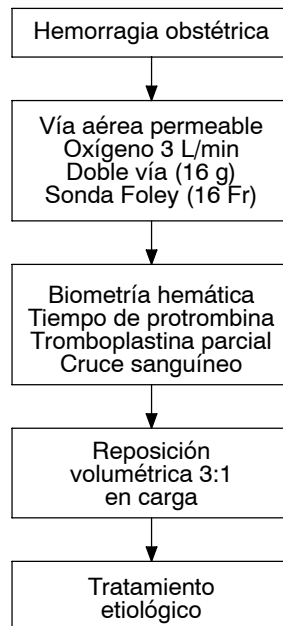 Hemorragia obstétrica
Vía aérea permeable
Oxígeno 3 L/min
Doble vía (16 g)
Sonda Foley (16 Fr)
Biometría hemática
Tiempo de protrombina
Tromboplastina parcial
Cruce sanguíneo
Reposición
volumétrica 3:1
en carga
Tratamiento
etiológico